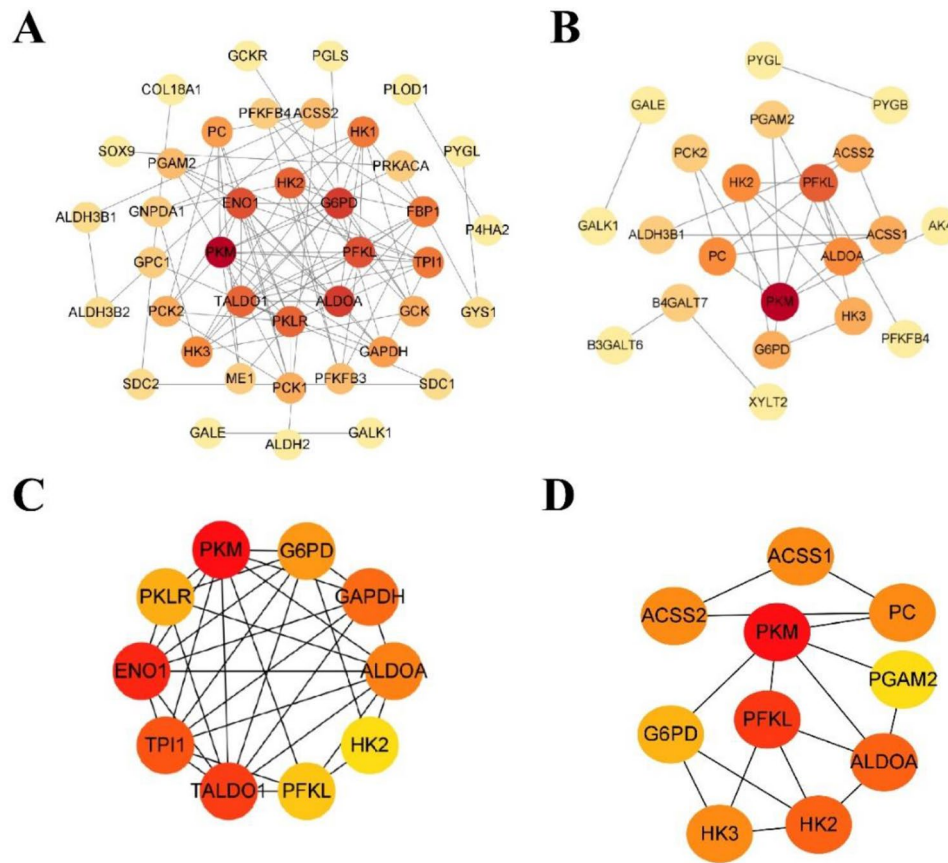 A
GCKR
PGLS
COL18A1
PLOD1
PFKFB4
ACSS2
PC
HK1
SOX9
PGAM2
PRKACA
PYGL
HK2
ENO1
G6PD
ALDH3B1
GNPDA1
FBP1
P4HA2
PKM
PFKL
GPC1
TPI1
TALDO1
ALDOA
ALDH3B2
PCK2
PKLR
GCK
GYS1
HK3
GAPDH
SDC2
ME1
PCK1
PFKFB3
SDC1
GALE
ALDH2
GALK1
B
PYGL
GALE
PYGB
PGAM2
PCK2
ACSS2
HK2
PFKL
GALK1
ALDH3B1
ACSS1
AK4
PC
ALDOA
B4GALT7
PKM
HK3
B3GALT6
G6PD
PFKFB4
XYLT2
C
PKM
G6PD
PKLR
GAPDH
ENO1
ALDOA
TPI1
HK2
TALDO1
PFKL
D
ACSS1
ACSS2
PC
PKM
PGAM2
G6PD
PFKL
ALDOA
HK3
HK2